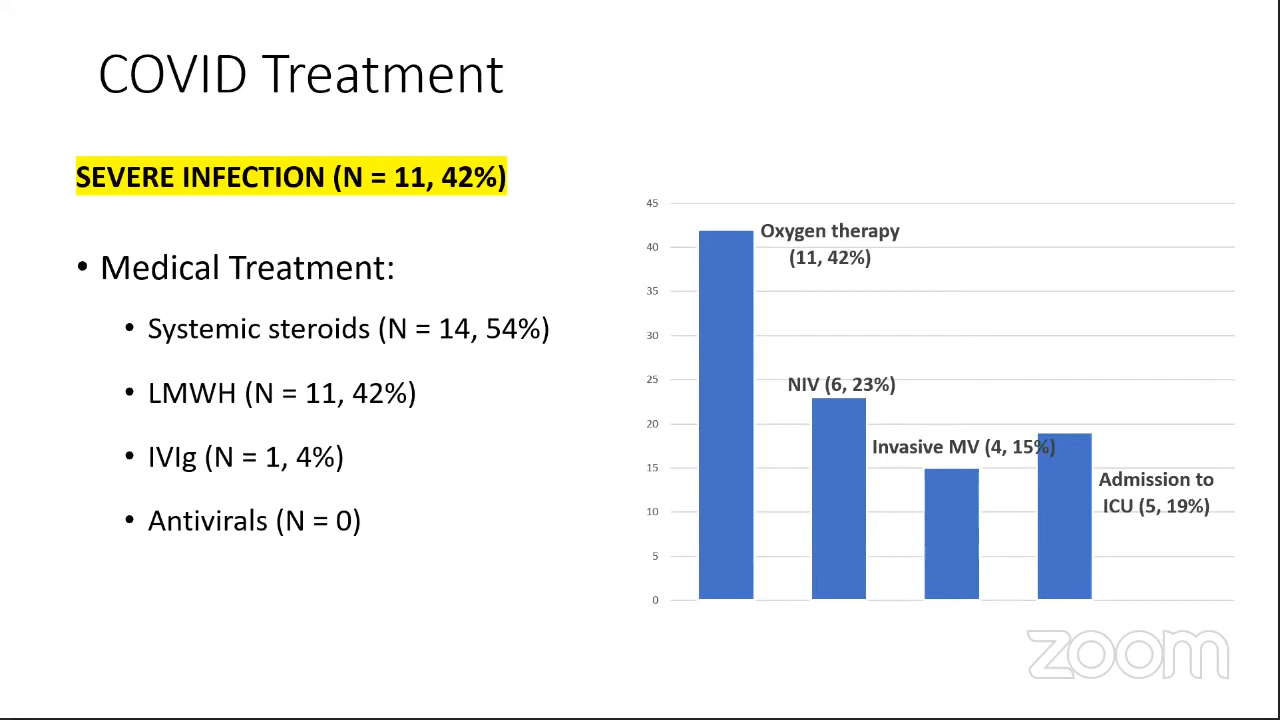 COVID Treatment
SEVERE INFECTION (N = 11, 42%)
• Medical Treatment:
• Systemic steroids (N = 14, 54%)
• LMWH (N = 11, 42%)
• IVIg (N = 1, 4%)
• Antivirals (N = 0)
45
40
35
30
25
20
15
10
5
0
Oxygen therapy
(11, 42%)
NIV (6, 23%)
Invasive MV (4, 15%)
Admission to
ICU (5, 19%)
zoom